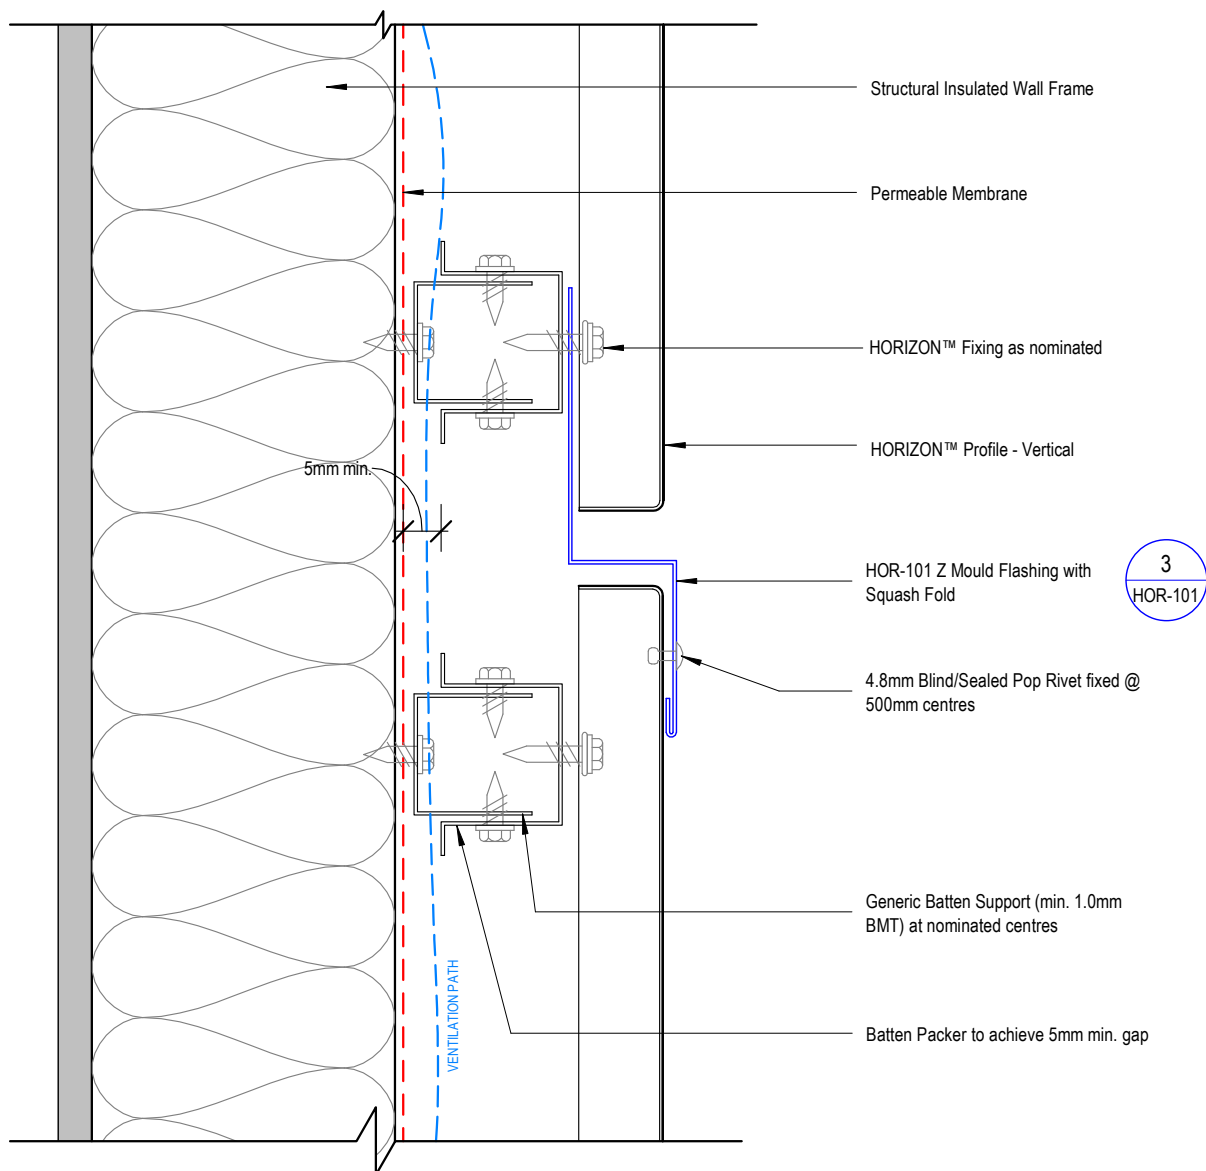 Structural Insulated Wall Frame
Permeable Membrane
HORIZON™ Fixing as nominated
HORIZON™ Profile - Vertical
5mm min.
HOR-101 Z Mould Flashing with
Squash Fold
3
HOR-101
4.8mm Blind/Sealed Pop Rivet fixed @
500mm centres
Generic Batten Support (min. 1.0mm
BMT) at nominated centres
VENTILATION PATH
Batten Packer to achieve 5mm min. gap